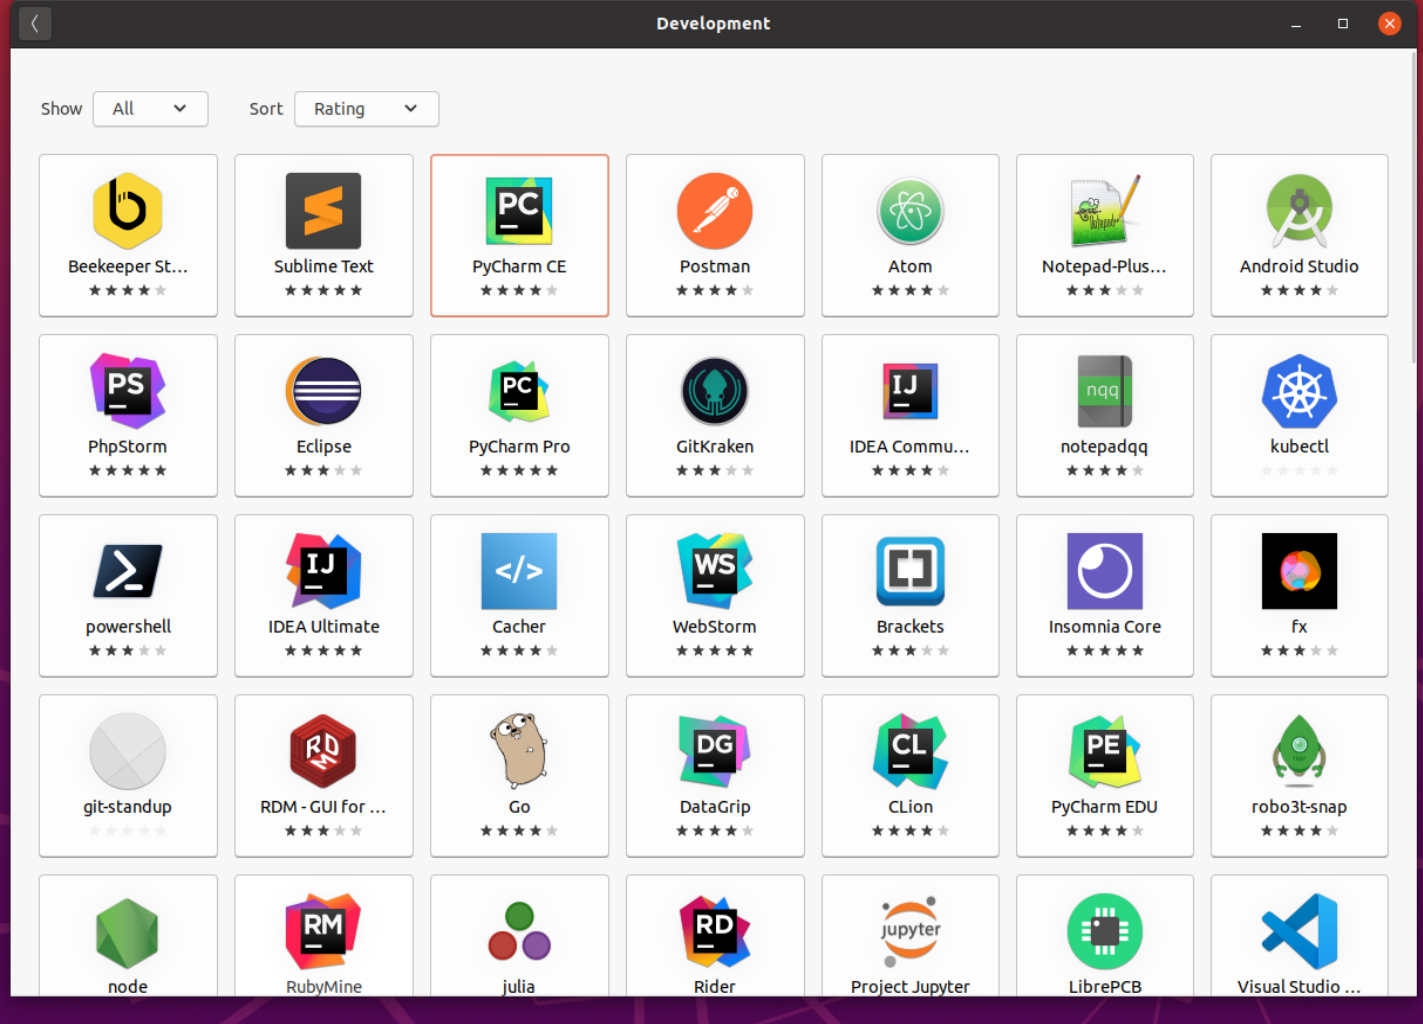 Development
Show All Sort Rating
b
PC
Notepad+
Beekeeper St... Sublime Text PyCharm CE Postman Atom Notepad-Plus... Android Studio
PS PC IJ nqq
PhpStorm Eclipse PyCharm Pro GitKraken IDEA Commu... notepadqq kubectl
IJ </> WS
powershell IDEA Ultimate Cacher WebStorm Brackets Insomnia Core fx
RDM DG CL PE
git-standup RDM - GUI for ... Go DataGrip CLion PyCharm EDU robo3t-snap
RM RD jupyter
node RubyMine julia Rider Project Jupyter LibrePCB Visual Studio ...